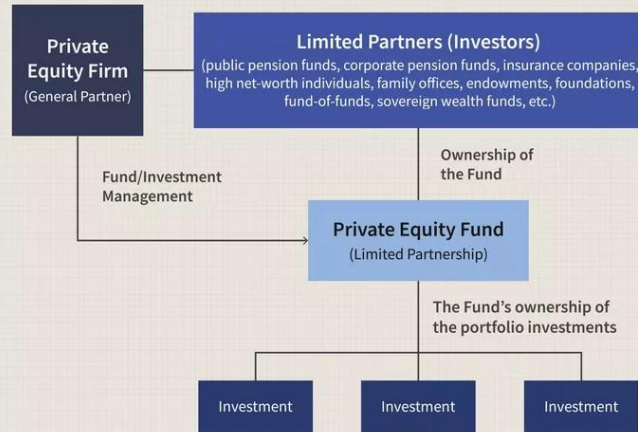 Private
Equity Firm
(General Partner)
Limited Partners (Investors)
(public pension funds, corporate pension funds, insurance companies,
high net-worth individuals, family offices, endowments, foundations,
fund-of-funds, sovereign wealth funds, etc.)
Fund/Investment
Management
Ownership of
the Fund
Private Equity Fund
(Limited Partnership)
The Fund's ownership of
the portfolio investments
Investment
Investment
Investment